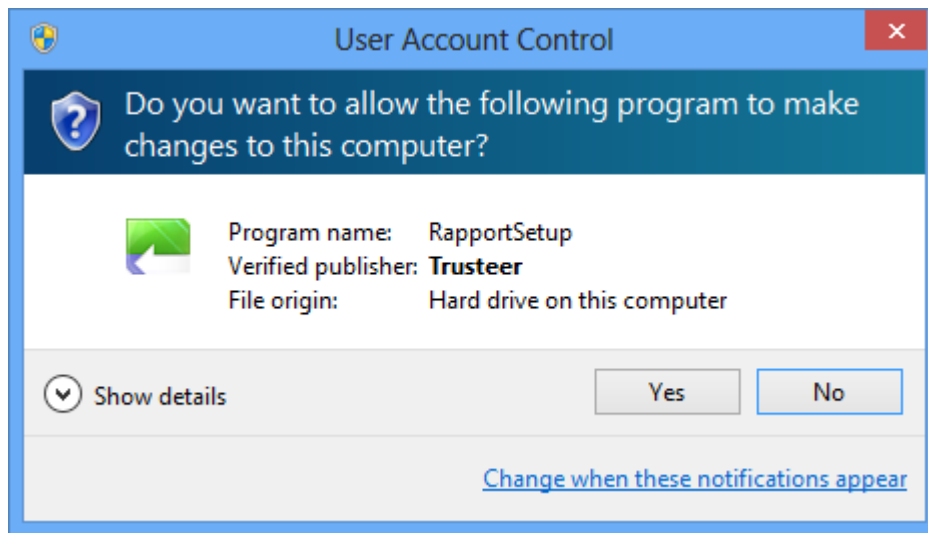 User Account Control
Do you want to allow the following program to make
changes to this computer?
Program name: RapportSetup
Verified publisher: Trusteer
File origin: Hard drive on this computer
Show details
Yes
No
Change when these notifications appear